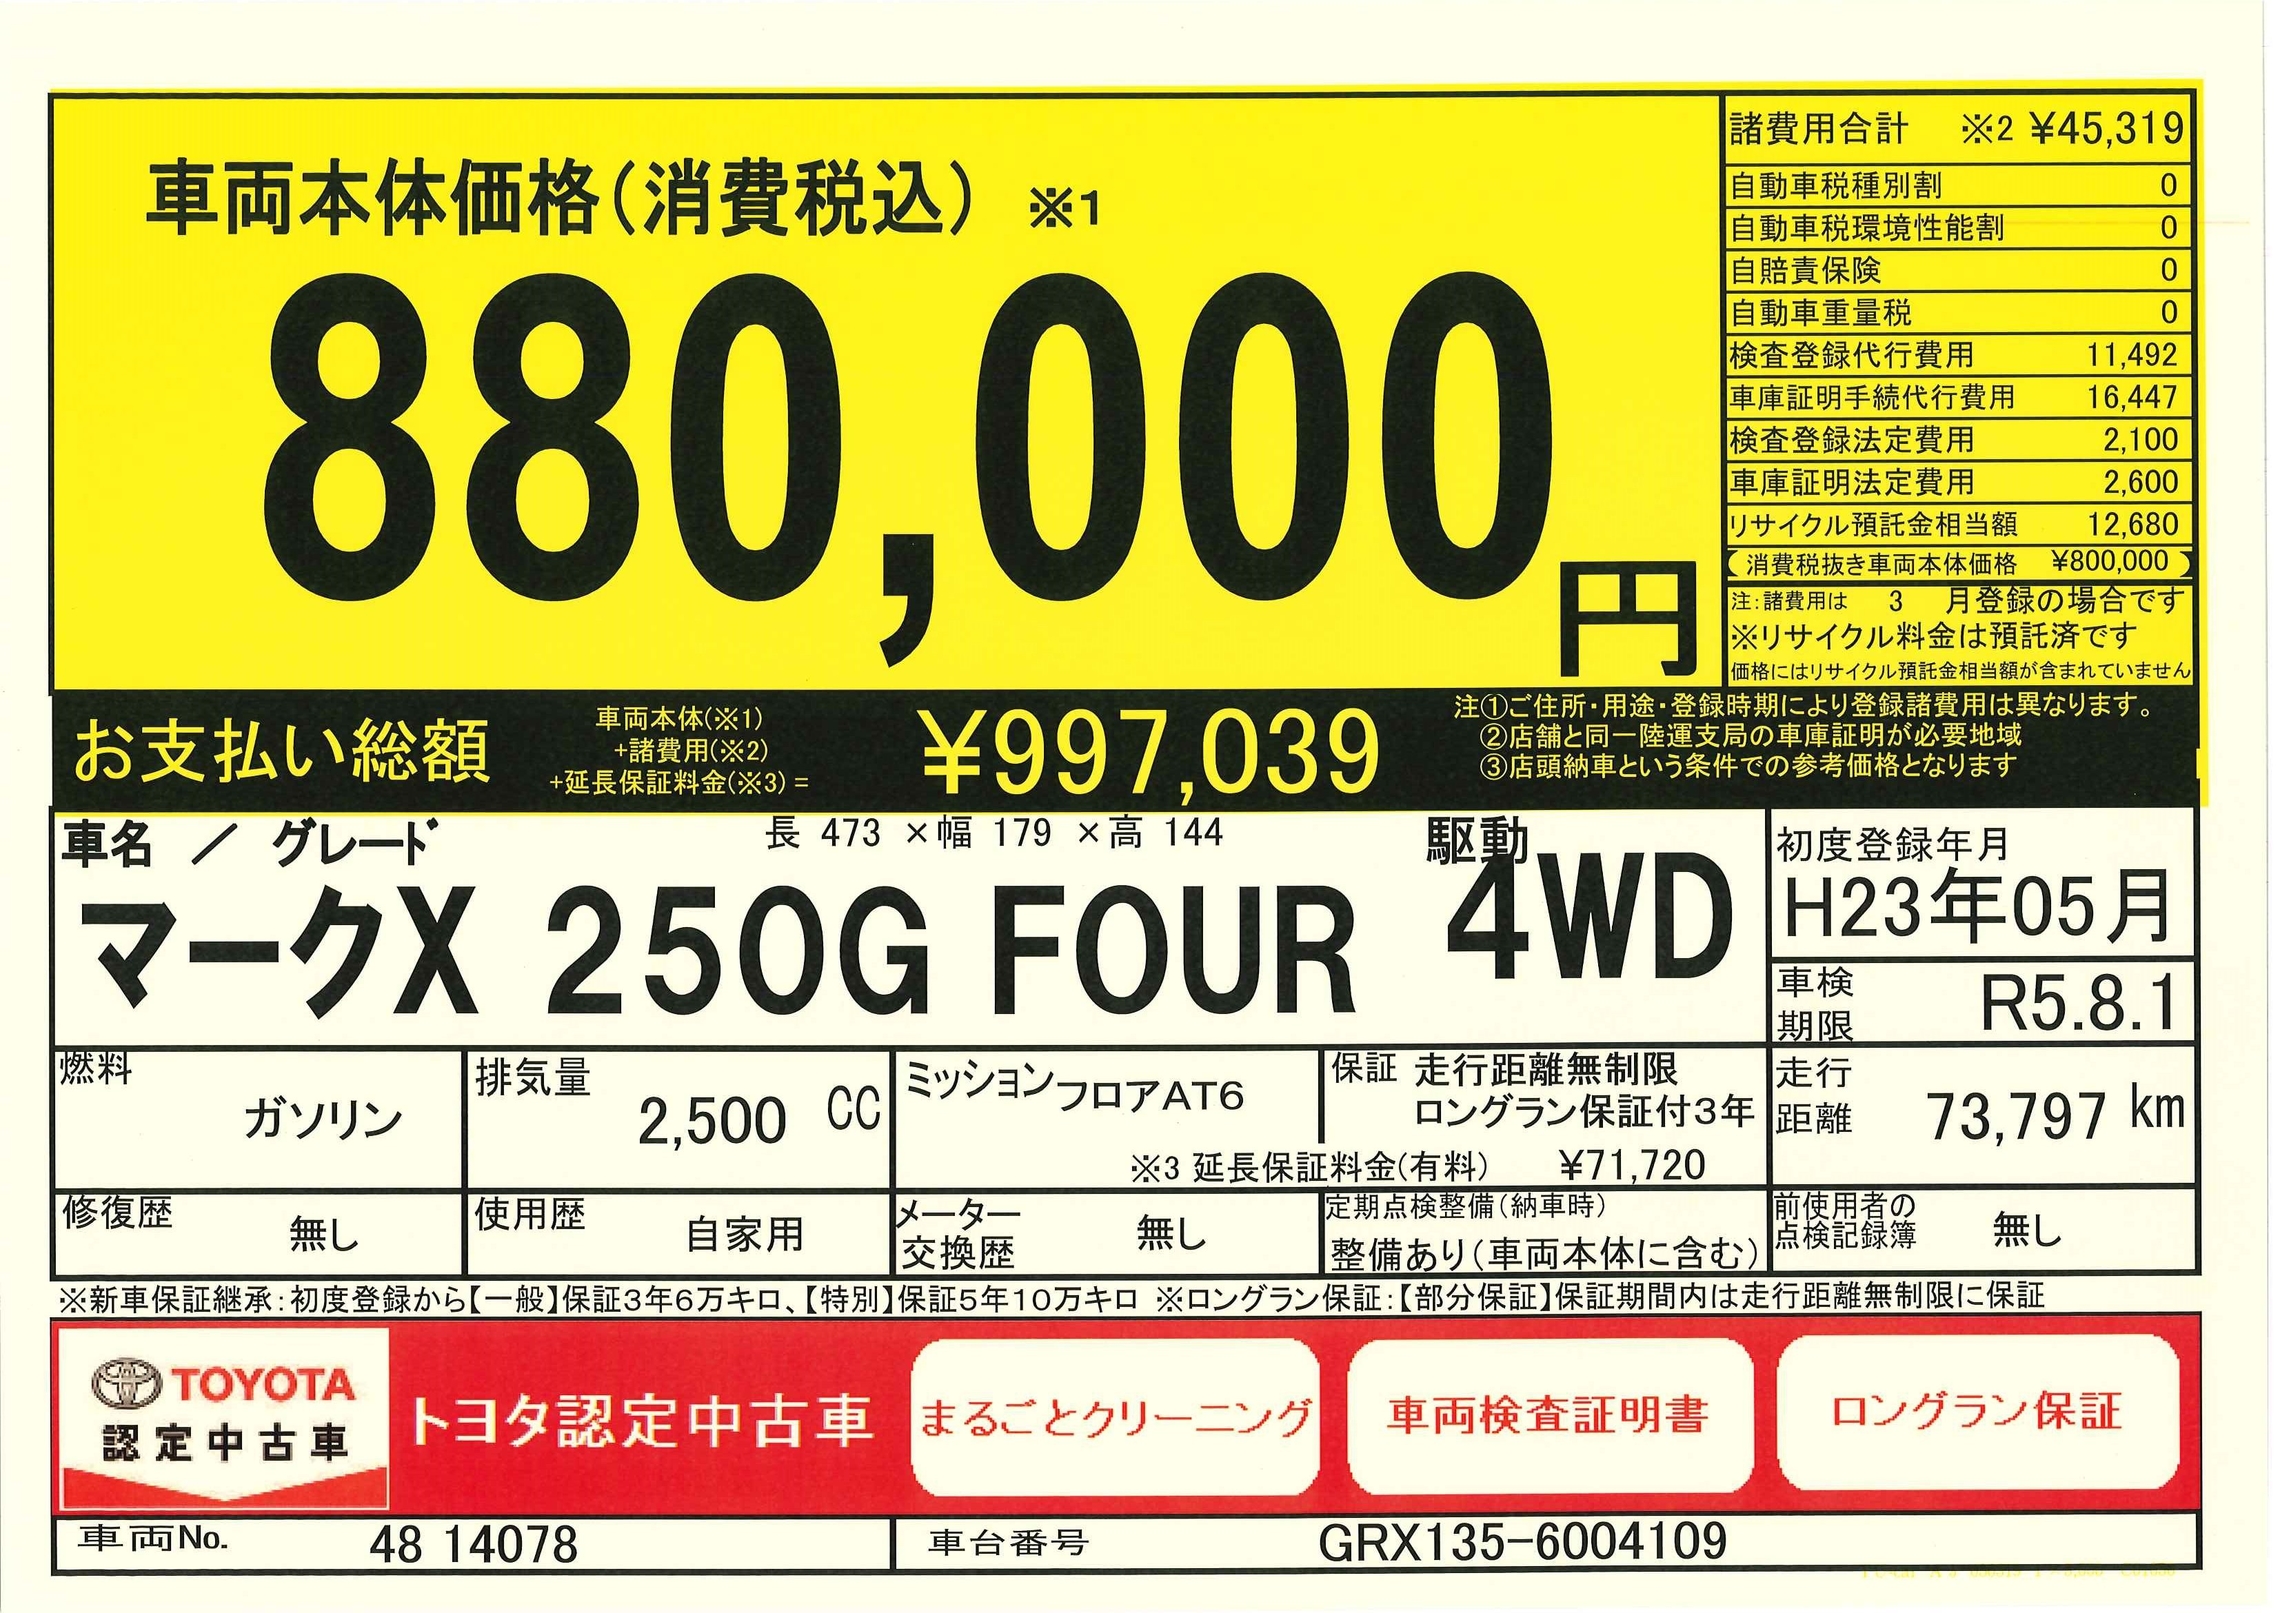 車両本体価格(消費税込) ※1
880,000円
諸費用合計 ※2 ¥45,319
自動車税種別割 0
自動車税環境性能割 0
自賠責保険 0
自動車重量税 0
検査登録代行費用 11,492
車庫証明手続代行費用 16,447
検査登録法定費用 2,100
車庫証明法定費用 2,600
リサイクル預託金相当額 12,680
( 消費税抜き車両本体価格 ¥800,000 )
注:諸費用は 3 月登録の場合です
※リサイクル料金は預託済です
価格にはリサイクル預託金相当額が含まれていません
お支払い総額
車両本体(※1)
+諸費用(※2)
+延長保証料金(※3) =
¥997,039
注①ご住所・用途・登録時期により登録諸費用は異なります。
②店舗と同一陸運支局の車庫証明が必要地域
③店頭納車という条件での参考価格となります
車名 / グレード
長 473 ×幅 179 ×高 144
マークX 250G FOUR
駆動
4WD
初度登録年月
H23年05月
車検
期限
R5.8.1
燃料
ガソリン
排気量
2,500 CC
ミッション フロアAT6
保証 走行距離無制限
ロングラン保証付3年
※3 延長保証料金(有料) ¥71,720
走行
距離
73,797 km
修復歴
無し
使用歴
自家用
メーター
交換歴
無し
定期点検整備(納車時)
整備あり(車両本体に含む)
前使用者の
点検記録簿
無し
※新車保証継承:初度登録から【一般】保証3年6万キロ、【特別】保証5年10万キロ ※ロングラン保証:【部分保証】保証期間内は走行距離無制限に保証
TOYOTA
認定中古車
トヨタ認定中古車
まるごとクリーニング
車両検査証明書
ロングラン保証
車両No. 48 14078
車台番号 GRX135-6004109